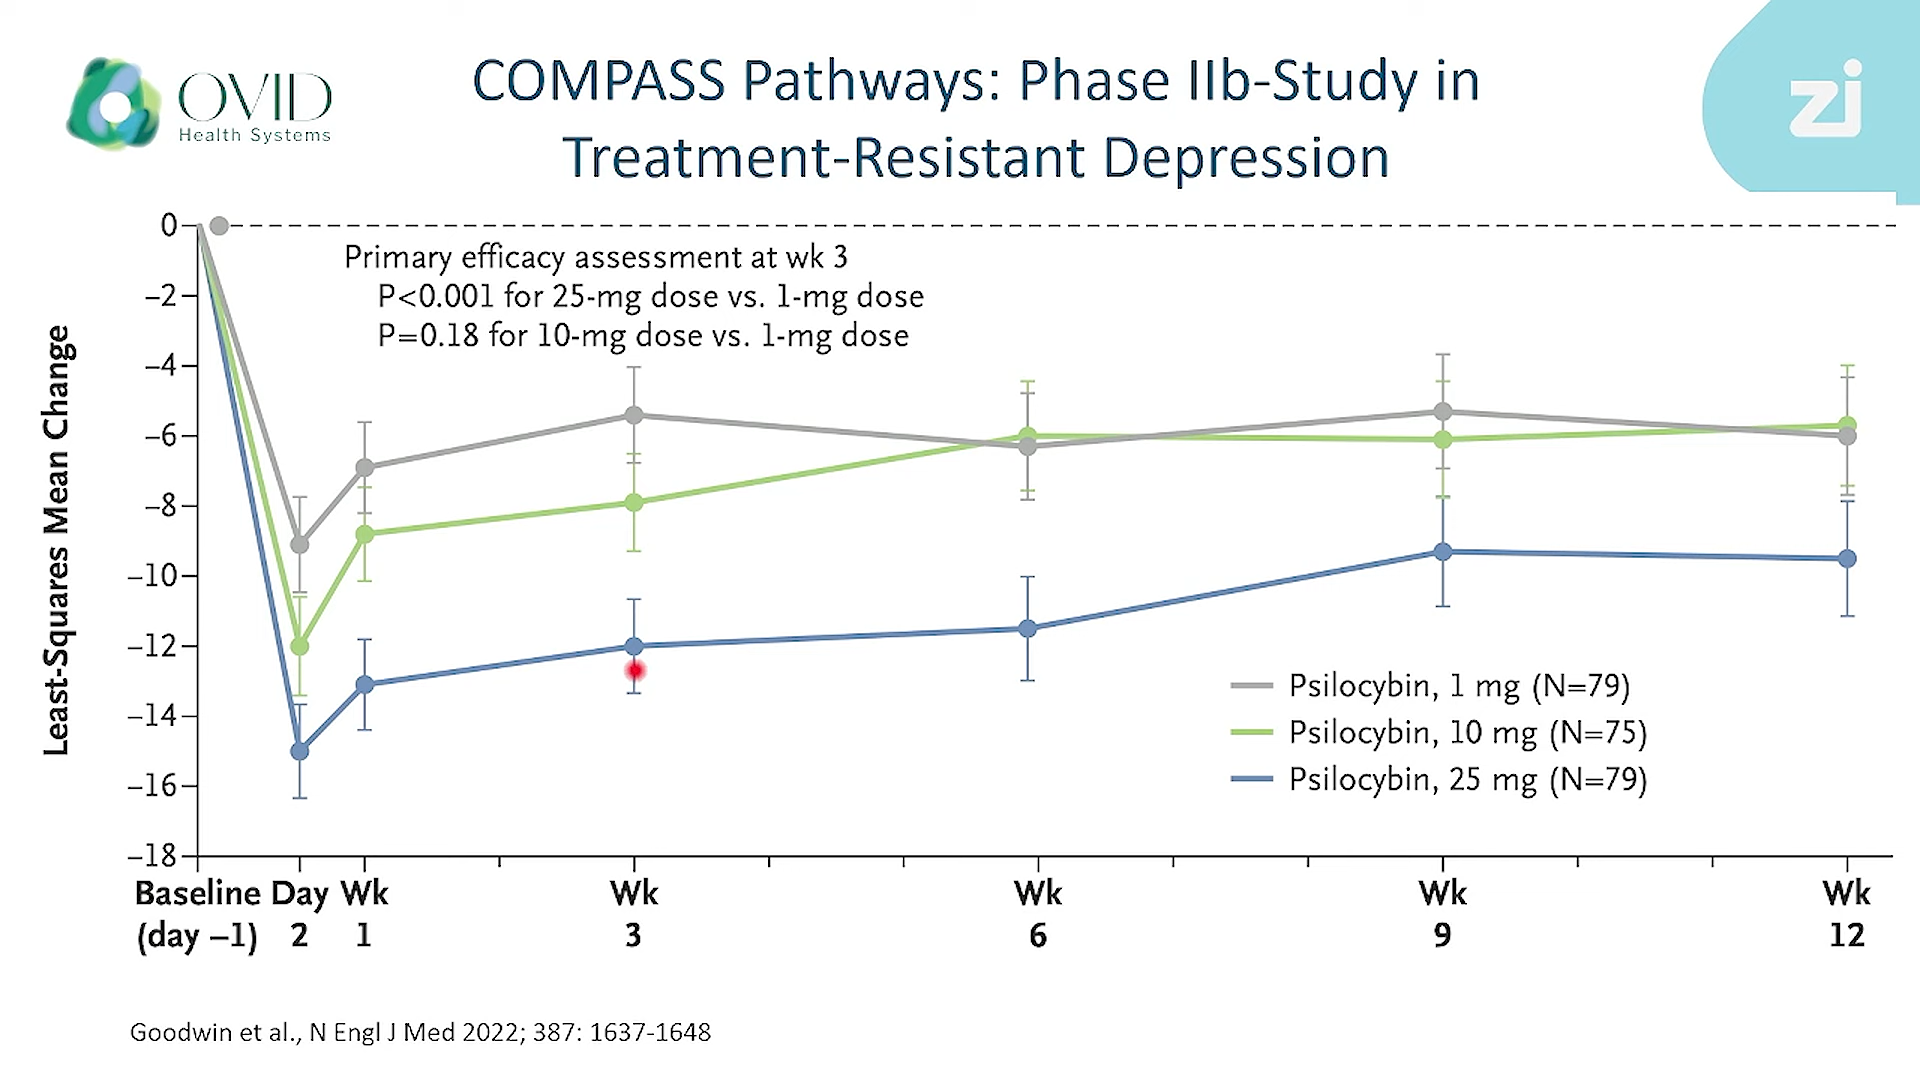 OVID
Health Systems
COMPASS Pathways: Phase IIb-Study in
Treatment-Resistant Depression
zi
Least-Squares Mean Change
0
−2
−4
−6
−8
−10
−12
−14
−16
−18
Primary efficacy assessment at wk 3
P<0.001 for 25-mg dose vs. 1-mg dose
P=0.18 for 10-mg dose vs. 1-mg dose
Psilocybin, 1 mg (N=79)
Psilocybin, 10 mg (N=75)
Psilocybin, 25 mg (N=79)
Baseline Day Wk Wk Wk Wk Wk
(day −1) 2 1 3 6 9 12
Goodwin et al., N Engl J Med 2022; 387: 1637-1648